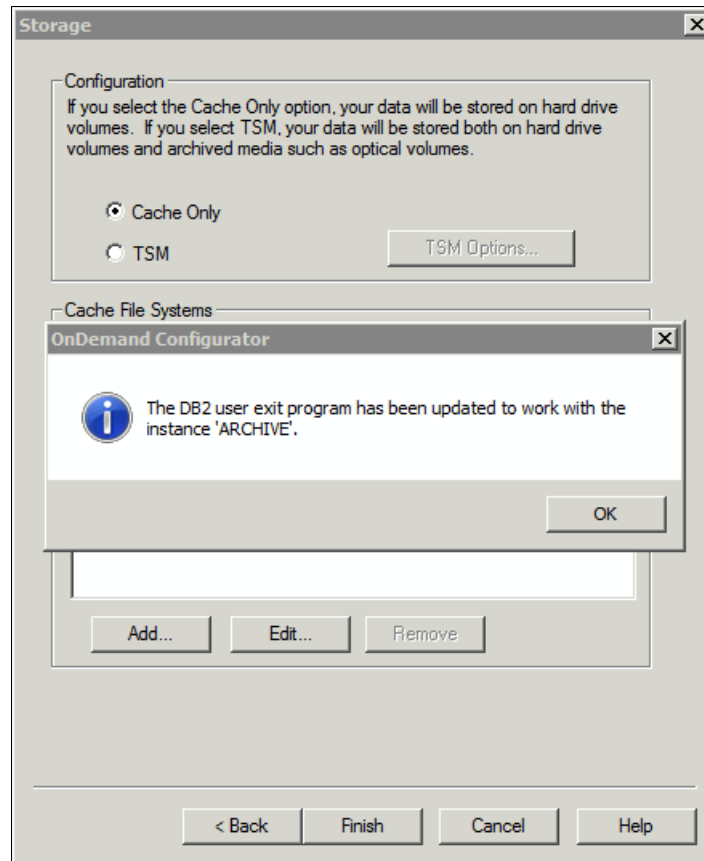 Storage
Configuration
If you select the Cache Only option, your data will be stored on hard drive
volumes.  If you select TSM, your data will be stored both on hard drive
volumes and archived media such as optical volumes.
Cache Only
TSM
TSM Options...
Cache File Systems
OnDemand Configurator
The DB2 user exit program has been updated to work with the
instance 'ARCHIVE'.
OK
Add...
Edit...
Remove
< Back
Finish
Cancel
Help